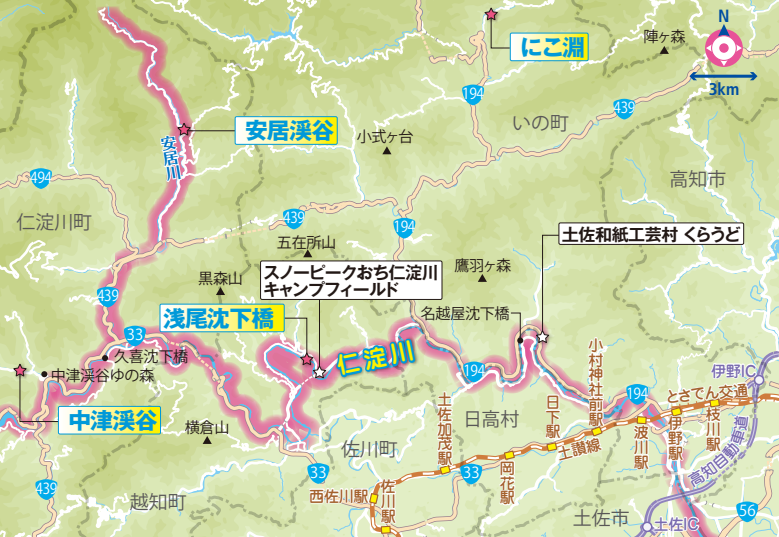 N
3km
陣ヶ森
にこ淵
194
439
いの町
安居渓谷
小式ヶ台
安居川
高知市
494
仁淀川町
439
194
五在所山
土佐和紙工芸村 くらうど
鷹羽ヶ森
スノーピークおち仁淀川
キャンプフィールド
黒森山
439
浅尾沈下橋
名越屋沈下橋
33
仁淀川
久喜沈下橋
中津渓谷ゆの森
194
小村神社前駅
伊野IC
194
とさでん交通
中津渓谷
横倉山
土佐加茂駅
日高村
日下駅
波川駅
伊野駅
枝川駅
高知自動車道
佐川町
土讃線
岡花駅
33
33
西佐川駅
佐川駅
439
越知町
土佐市
土佐IC
56